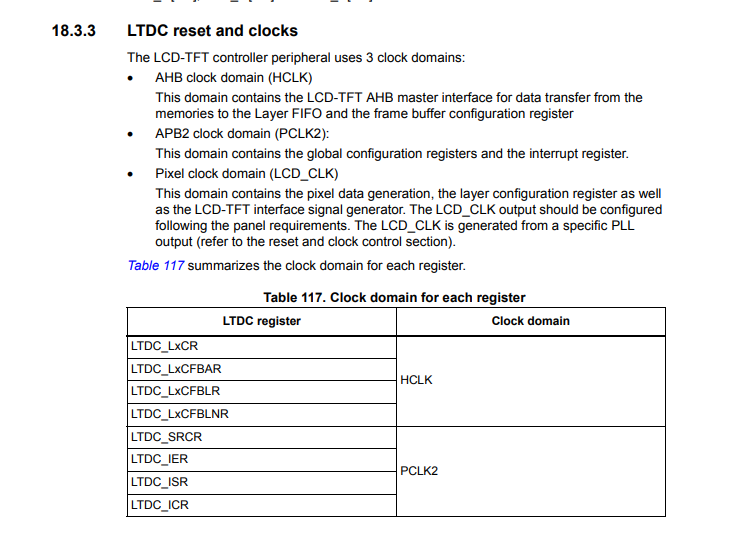 18.3.3 LTDC reset and clocks
The LCD-TFT controller peripheral uses 3 clock domains:
• AHB clock domain (HCLK)
This domain contains the LCD-TFT AHB master interface for data transfer from the
memories to the Layer FIFO and the frame buffer configuration register
• APB2 clock domain (PCLK2):
This domain contains the global configuration registers and the interrupt register.
• Pixel clock domain (LCD_CLK)
This domain contains the pixel data generation, the layer configuration register as well
as the LCD-TFT interface signal generator. The LCD_CLK output should be configured
following the panel requirements. The LCD_CLK is generated from a specific PLL
output (refer to the reset and clock control section).
Table 117 summarizes the clock domain for each register.
Table 117. Clock domain for each register
LTDC register Clock domain
LTDC_LxCR
LTDC_LxCFBAR
HCLK
LTDC_LxCFBLR
LTDC_LxCFBLNR
LTDC_SRCR
LTDC_IER
PCLK2
LTDC_ISR
LTDC_ICR